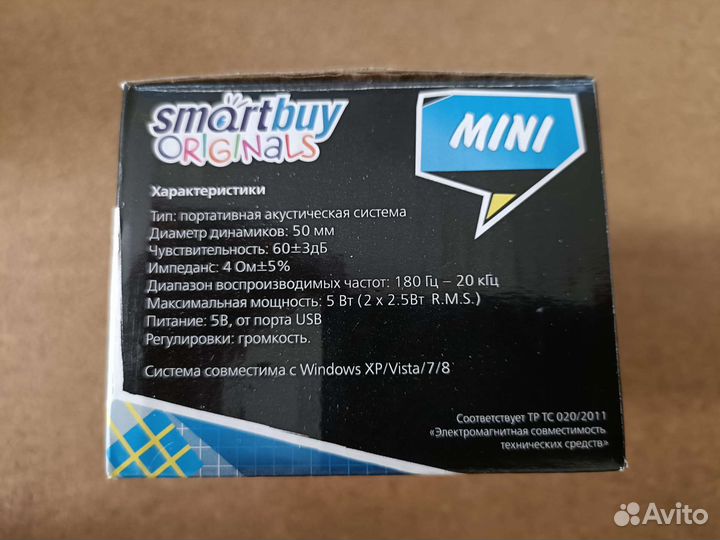 smartbuy
ORIGINALS
MINI
Характеристики
Тип: портативная акустическая система
Диаметр динамиков: 50 мм
Чувствительность: 60±3дБ
Импеданс: 4 Ом±5%
Диапазон воспроизводимых частот: 180 Гц – 20 кГц
Максимальная мощность: 5 Вт (2 x 2.5Вт R.M.S.)
Питание: 5В, от порта USB
Регулировки: громкость.
Система совместима с Windows XP/Vista/7/8
Соответствует ТР ТС 020/2011
«Электромагнитная совместимость
технических средств»
Avito